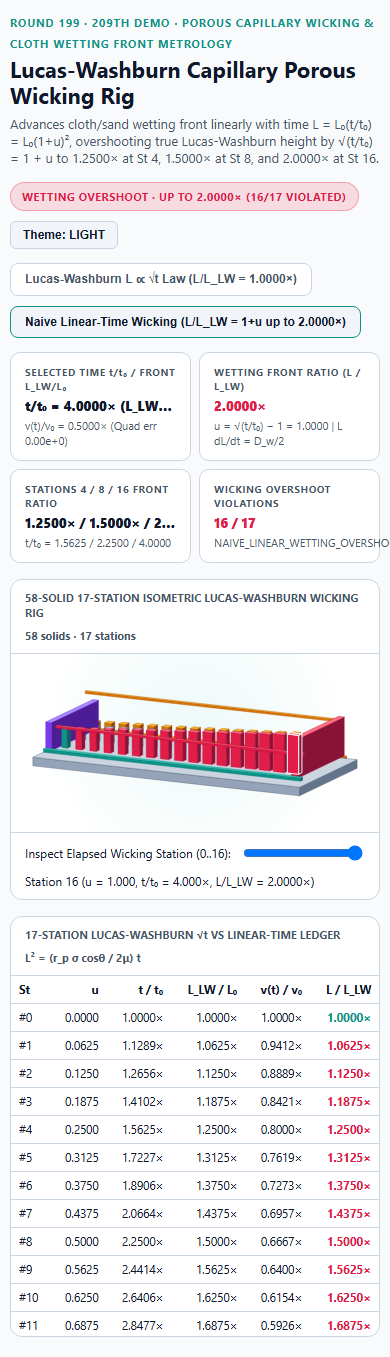 ROUND 199 · 209TH DEMO · POROUS CAPILLARY WICKING &
CLOTH WETTING FRONT METROLOGY
Lucas-Washburn Capillary Porous
Wicking Rig
Advances cloth/sand wetting front linearly with time L = L₀(t/t₀)
= L₀(1+u)², overshooting true Lucas-Washburn height by √(t/t₀)
= 1 + u to 1.2500× at St 4, 1.5000× at St 8, and 2.0000× at St 16.
WETTING OVERSHOOT · UP TO 2.0000× (16/17 VIOLATED)
Theme: LIGHT
Lucas-Washburn L ∝ √t Law (L/L_LW = 1.0000×)
Naive Linear-Time Wicking (L/L_LW = 1+u up to 2.0000×)
SELECTED TIME t/t₀ / FRONT
L_LW/L₀
t/t₀ = 4.0000× (L_LW...
v(t)/v₀ = 0.5000× (Quad err
0.00e+0)
WETTING FRONT RATIO (L /
L_LW)
2.0000×
u = √(t/t₀) − 1 = 1.0000 | L
dL/dt = D_w/2
STATIONS 4 / 8 / 16 FRONT
RATIO
1.2500× / 1.5000× / 2...
t/t₀ = 1.5625 / 2.2500 / 4.0000
WICKING OVERSHOOT
VIOLATIONS
16 / 17
NAIVE_LINEAR_WETTING_OVERSHO
58-SOLID 17-STATION ISOMETRIC LUCAS-WASHBURN WICKING
RIG
58 solids · 17 stations
Inspect Elapsed Wicking Station (0..16):
Station 16 (u = 1.000, t/t₀ = 4.000×, L/L_LW = 2.0000×)
17-STATION LUCAS-WASHBURN √t VS LINEAR-TIME LEDGER
L² = (r_p σ cosθ / 2μ) t
St u t / t₀ L_LW / L₀ v(t) / v₀ L / L_LW
#0 0.0000 1.0000× 1.0000× 1.0000× 1.0000×
#1 0.0625 1.1289× 1.0625× 0.9412× 1.0625×
#2 0.1250 1.2656× 1.1250× 0.8889× 1.1250×
#3 0.1875 1.4102× 1.1875× 0.8421× 1.1875×
#4 0.2500 1.5625× 1.2500× 0.8000× 1.2500×
#5 0.3125 1.7227× 1.3125× 0.7619× 1.3125×
#6 0.3750 1.8906× 1.3750× 0.7273× 1.3750×
#7 0.4375 2.0664× 1.4375× 0.6957× 1.4375×
#8 0.5000 2.2500× 1.5000× 0.6667× 1.5000×
#9 0.5625 2.4414× 1.5625× 0.6400× 1.5625×
#10 0.6250 2.6406× 1.6250× 0.6154× 1.6250×
#11 0.6875 2.8477× 1.6875× 0.5926× 1.6875×